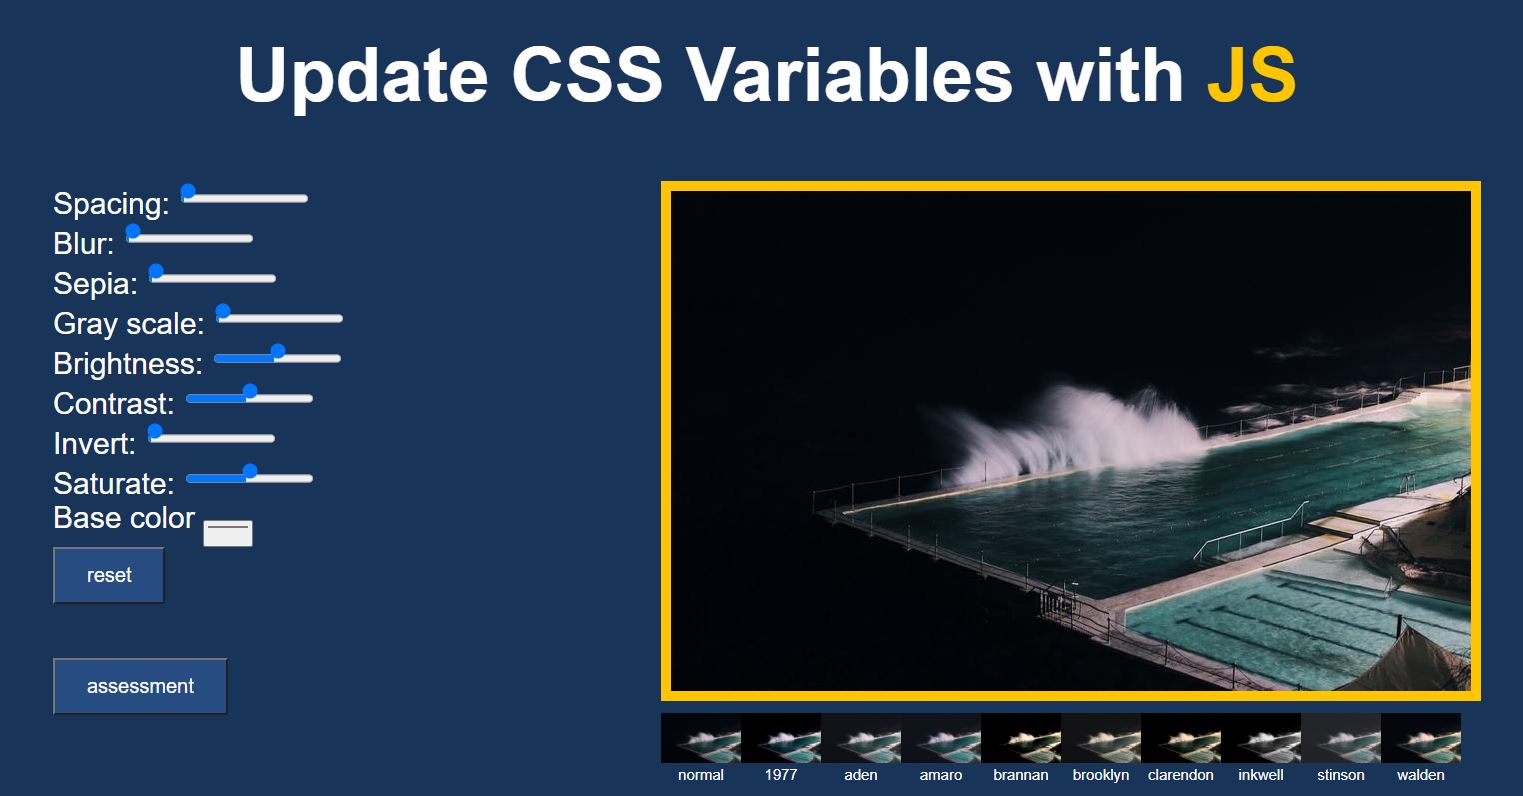 Update CSS Variables with JS
Spacing:
Blur:
Sepia:
Gray scale:
Brightness:
Contrast:
Invert:
Saturate:
Base color
reset
assessment
normal 1977 aden amaro brannan brooklyn clarendon inkwell stinson walden